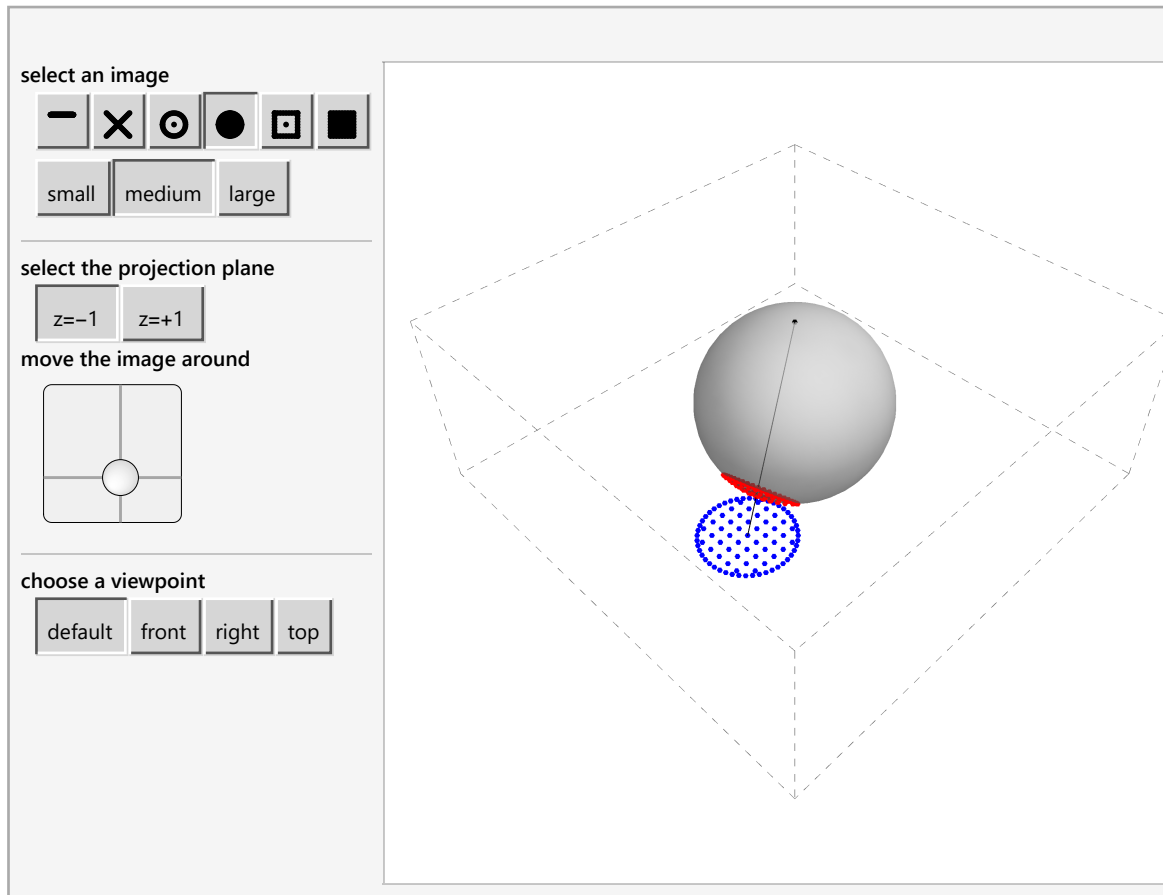 select an image
small medium large
select the projection plane
z=−1 z=+1
move the image around
choose a viewpoint
default front right top